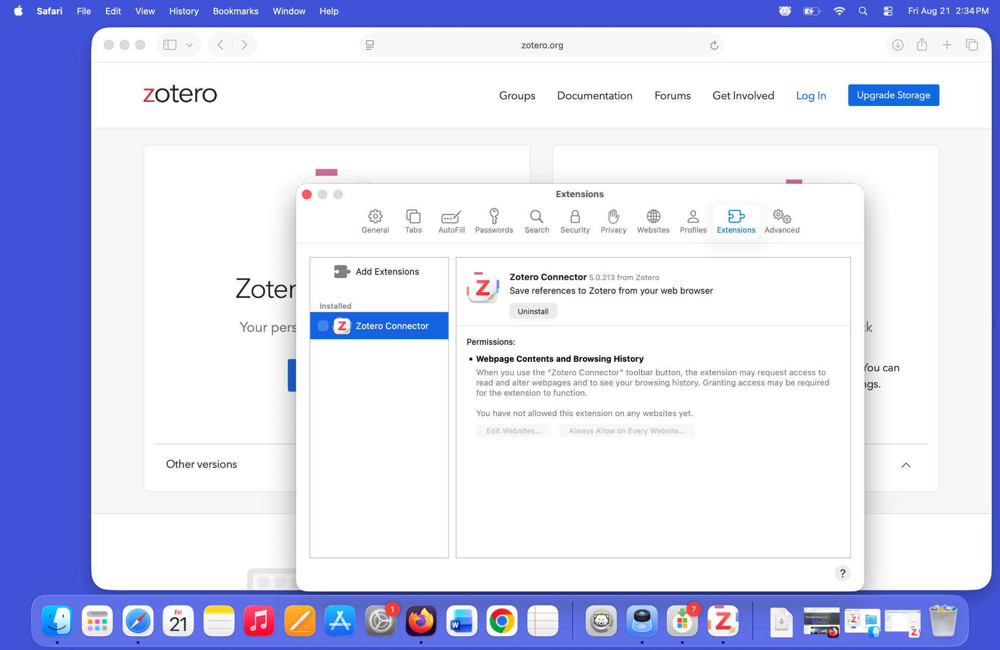 Safari File Edit View History Bookmarks Window Help Fri Aug 21 2:34 PM
zotero.org
zotero
Groups Documentation Forums Get Involved Log In Upgrade Storage
Extensions
General Tabs AutoFill Passwords Search Security Privacy Websites Profiles Extensions Advanced
Add Extensions
Installed
Z Zotero Connector
Z
Zotero Connector 5.0.213 from Zotero
Save references to Zotero from your web browser
Uninstall
Permissions:
• Webpage Contents and Browsing History
When you use the “Zotero Connector” toolbar button, the extension may request access to
read and alter webpages and to see your browsing history. Granting access may be required
for the extension to function.
You have not allowed this extension on any websites yet.
Edit Websites... Always Allow on Every Website...
?
Zoter
Your pers
ck
You can
ngs.
Other versions
Fri
21
1
W
7
Z
Z
Z